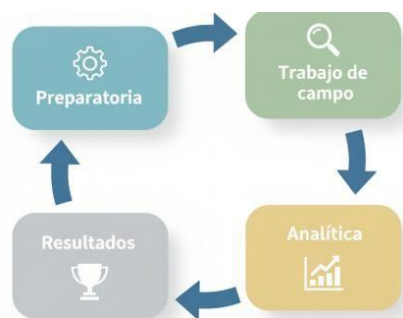 Preparatoria
Trabajo de
campo
Resultados
Analítica